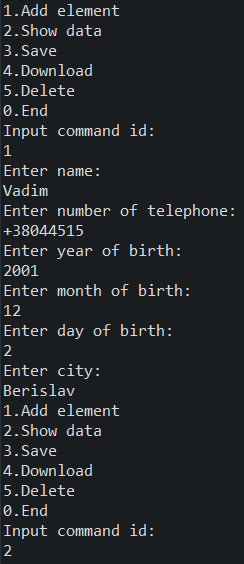 1.Add element
2.Show data
3.Save
4.Download
5.Delete
0.End
Input command id:
1
Enter name:
Vadim
Enter number of telephone:
+38044515
Enter year of birth:
2001
Enter month of birth:
12
Enter day of birth:
2
Enter city:
Berislav
1.Add element
2.Show data
3.Save
4.Download
5.Delete
0.End
Input command id:
2